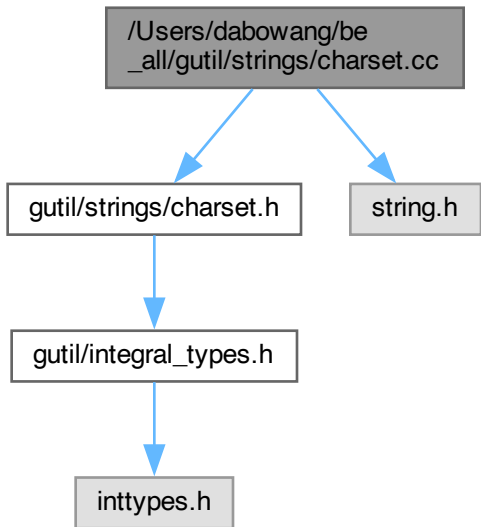 /Users/dabowang/be
_all/gutil/strings/charset.cc
gutil/strings/charset.h
string.h
gutil/integral_types.h
inttypes.h